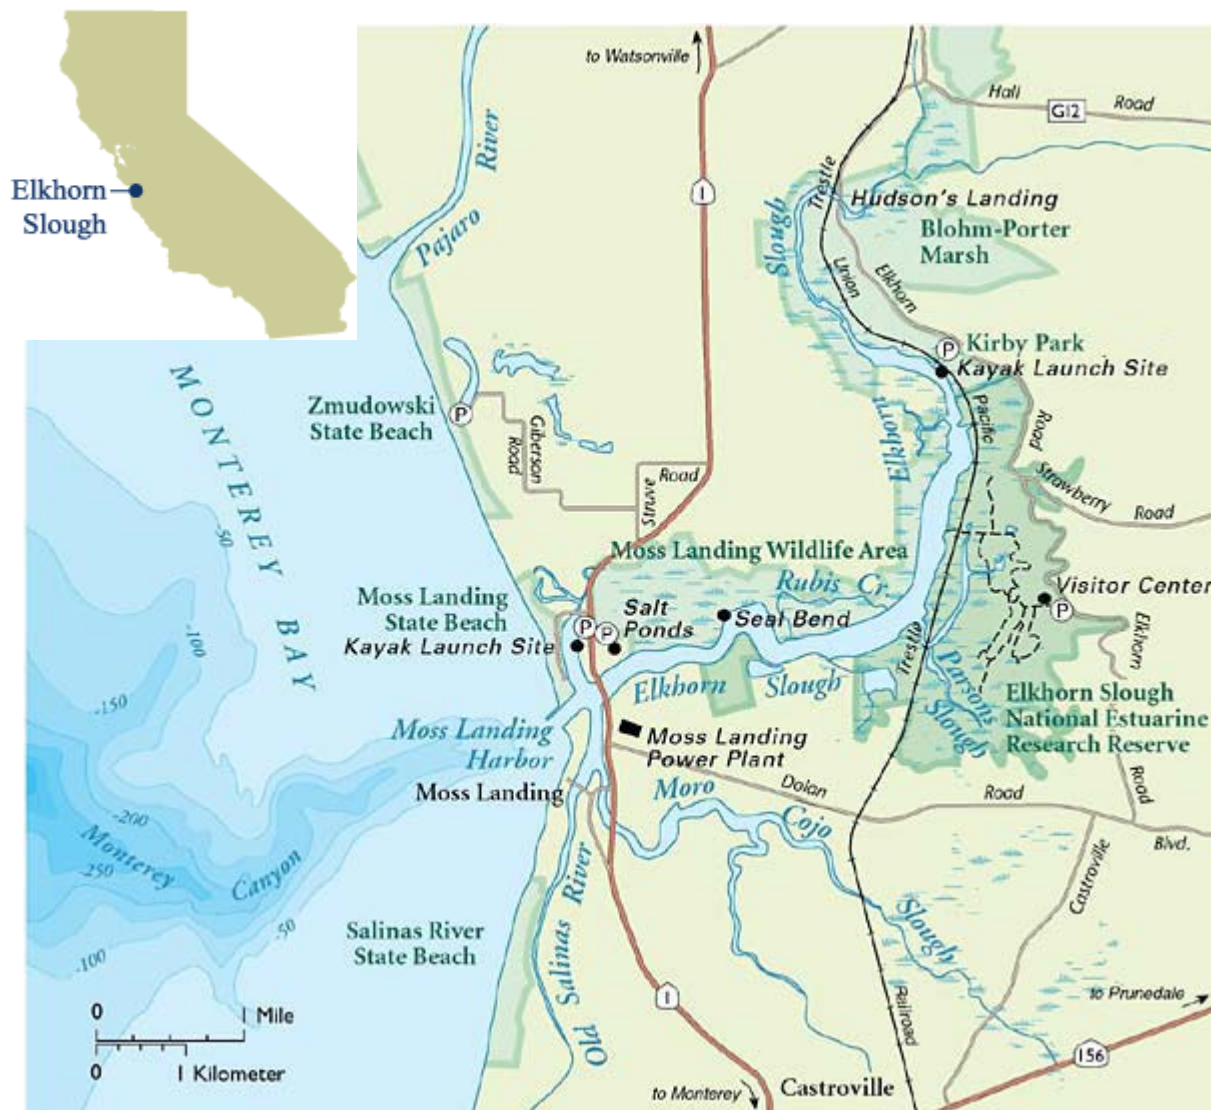 Elkhorn
Slough
to Watsonville
Hall
Road
G12
River
Pajaro
1
Trestle
Hudson's Landing
Slough
Blohm-Porter
Marsh
Union
Elkhorn
P
Kirby Park
Kayak Launch Site
MONTEREY
BAY
Zmudowski
State Beach
P
Giberson
Road
Pacific
Road
Elkhorn
Struve
Road
Strawberry
Road
-50
Moss Landing Wildlife Area
Rubis Cr.
Visitor Center
P
Moss Landing
State Beach
Kayak Launch Site
P
P
Salt
Ponds
Seal Bend
-100
Elkhorn
Trestle
Parsons
Slough
Elkhorn
Slough
Elkhorn Slough
National Estuarine
Research Reserve
-150
Moss Landing
Harbor
Moss Landing
Power Plant
Moss Landing
Moro
Cojo
Slough
Dolan
Road
Road
Blvd.
-200
-250
Monterey
Canyon
Castroville
-50
-100
Salinas River
State Beach
Old
Salinas
River
1
Railroad
to Prunedale
156
0
1 Mile
0
1 Kilometer
to Monterey
Castroville